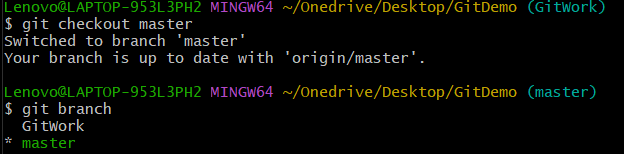 Lenovo@LAPTOP-953L3PH2 MINGW64 ~/Onedrive/Desktop/GitDemo (GitWork)
$ git checkout master
Switched to branch 'master'
Your branch is up to date with 'origin/master'.
Lenovo@LAPTOP-953L3PH2 MINGW64 ~/Onedrive/Desktop/GitDemo (master)
$ git branch
  GitWork
* master